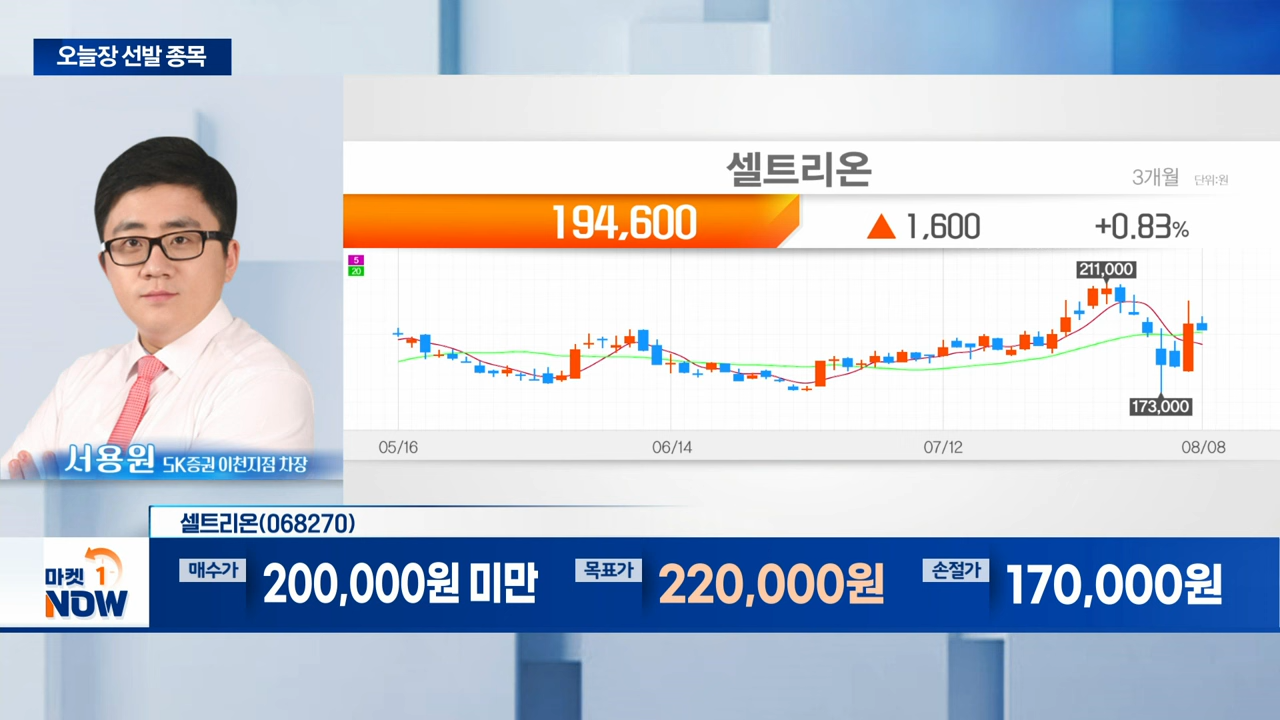 오늘장 선발 종목
셀트리온
3개월 단위:원
194,600 ▲ 1,600 +0.83%
5
20
211,000
173,000
05/16 06/14 07/12 08/08
서용원 SK증권 이천지점 차장
셀트리온(068270)
마켓 1
NOW
매수가 200,000원 미만 목표가 220,000원 손절가 170,000원